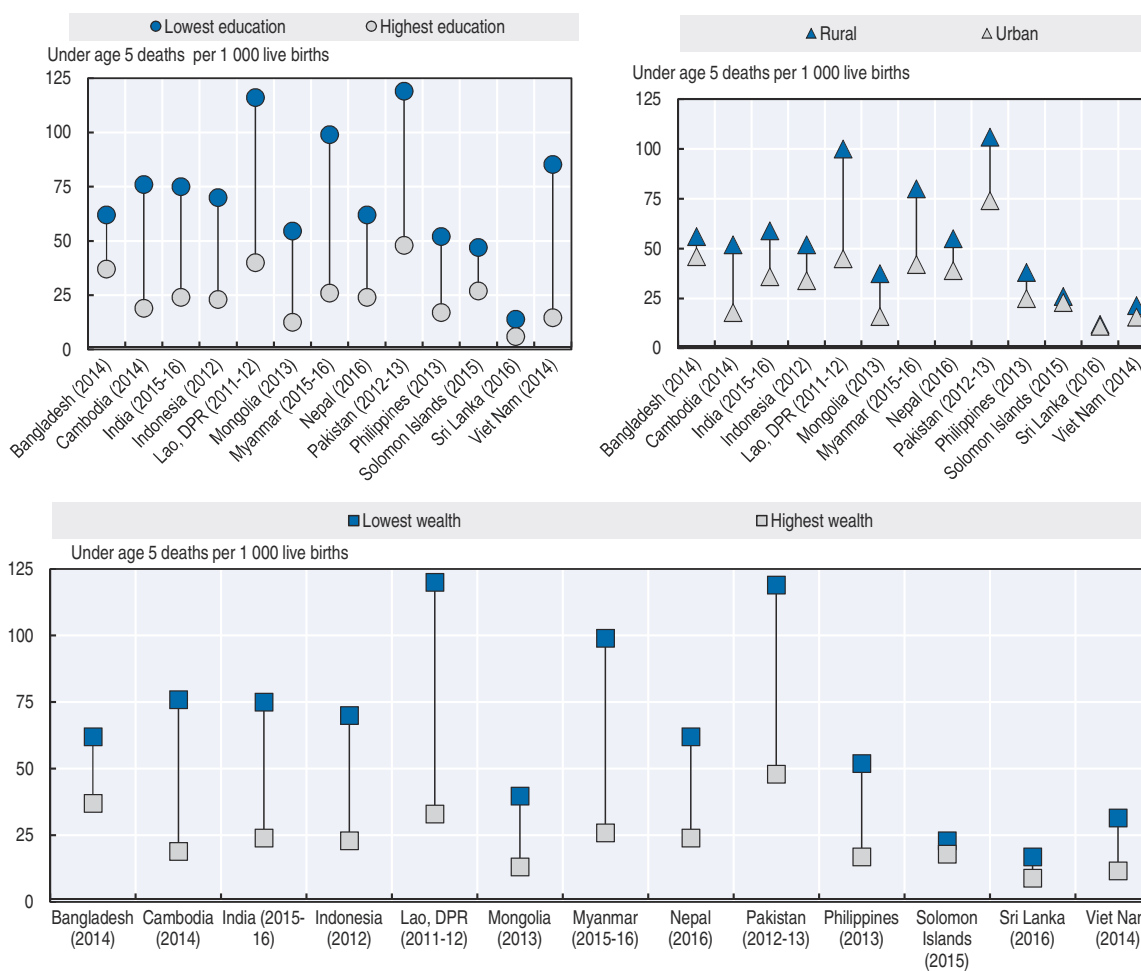 Lowest education
Highest education
Under age 5 deaths per 1 000 live births
125
100
75
50
25
0
Bangladesh (2014)
Cambodia (2014)
India (2015-16)
Indonesia (2012)
Lao, DPR (2011-12)
Mongolia (2013)
Myanmar (2015-16)
Nepal (2016)
Pakistan (2012-13)
Philippines (2013)
Solomon Islands (2015)
Sri Lanka (2016)
Viet Nam (2014)
Rural
Urban
Under age 5 deaths per 1 000 live births
125
100
75
50
25
0
Bangladesh (2014)
Cambodia (2014)
India (2015-16)
Indonesia (2012)
Lao, DPR (2011-12)
Mongolia (2013)
Myanmar (2015-16)
Nepal (2016)
Pakistan (2012-13)
Philippines (2013)
Solomon Islands (2015)
Sri Lanka (2016)
Viet Nam (2014)
Lowest wealth
Highest wealth
Under age 5 deaths per 1 000 live births
125
100
75
50
25
0
Bangladesh
(2014)
Cambodia
(2014)
India (2015-
16)
Indonesia
(2012)
Lao, DPR
(2011-12)
Mongolia
(2013)
Myanmar
(2015-16)
Nepal
(2016)
Pakistan
(2012-13)
Philippines
(2013)
Solomon
Islands
(2015)
Sri Lanka
(2016)
Viet Nam
(2014)